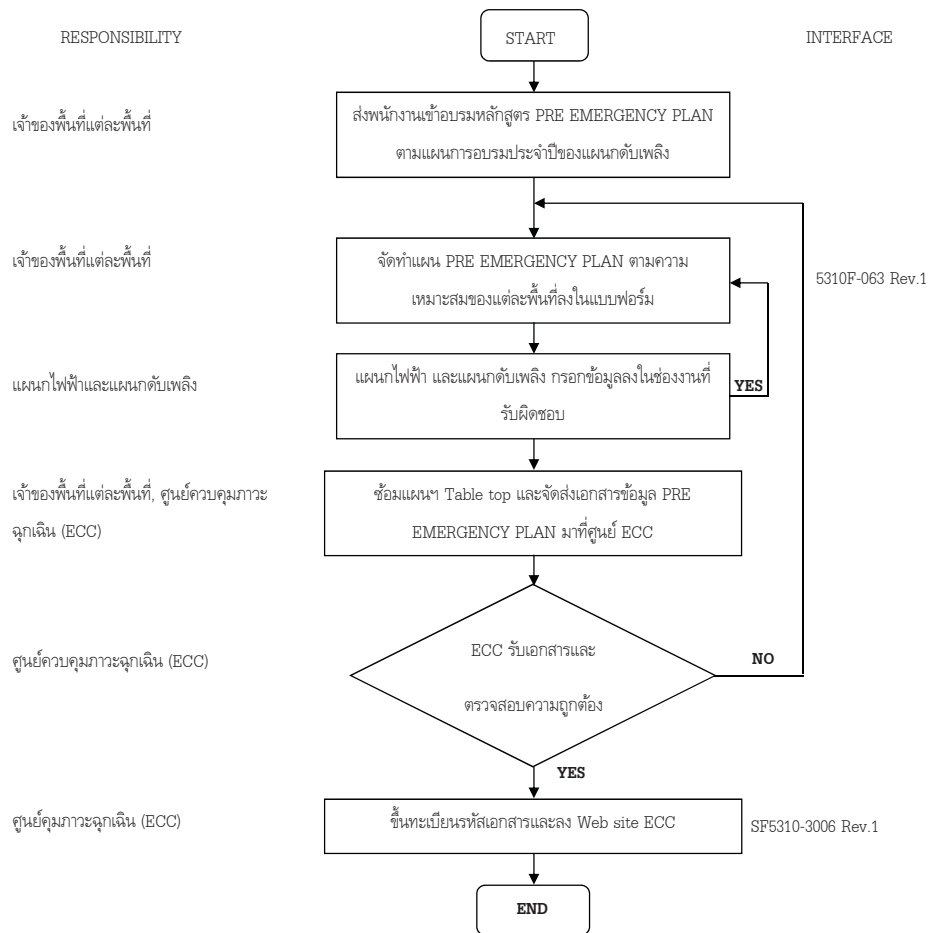 RESPONSIBILITY
START
INTERFACE
เจ้าของพื้นที่แต่ละพื้นที่
ส่งพนักงานเข้าอบรมหลักสูตร PRE EMERGENCY PLAN
ตามแผนการอบรมประจำปีของแผนกดับเพลิง
เจ้าของพื้นที่แต่ละพื้นที่
จัดทำแผน PRE EMERGENCY PLAN ตามความ
เหมาะสมของแต่ละพื้นที่ลงในแบบฟอร์ม
5310F-063 Rev.1
แผนกไฟฟ้าและแผนกดับเพลิง
แผนกไฟฟ้า และแผนกดับเพลิง กรอกข้อมูลลงในช่องงานที่
รับผิดชอบ
YES
เจ้าของพื้นที่แต่ละพื้นที่, ศูนย์ควบคุมภาวะ
ฉุกเฉิน (ECC)
ซ้อมแผนฯ Table top และจัดส่งเอกสารข้อมูล PRE
EMERGENCY PLAN มาที่ศูนย์ ECC
ศูนย์ควบคุมภาวะฉุกเฉิน (ECC)
ECC รับเอกสารและ
ตรวจสอบความถูกต้อง
NO
YES
ศูนย์คุมภาวะฉุกเฉิน (ECC)
ขึ้นทะเบียนรหัสเอกสารและลง Web site ECC
SF5310-3006 Rev.1
END